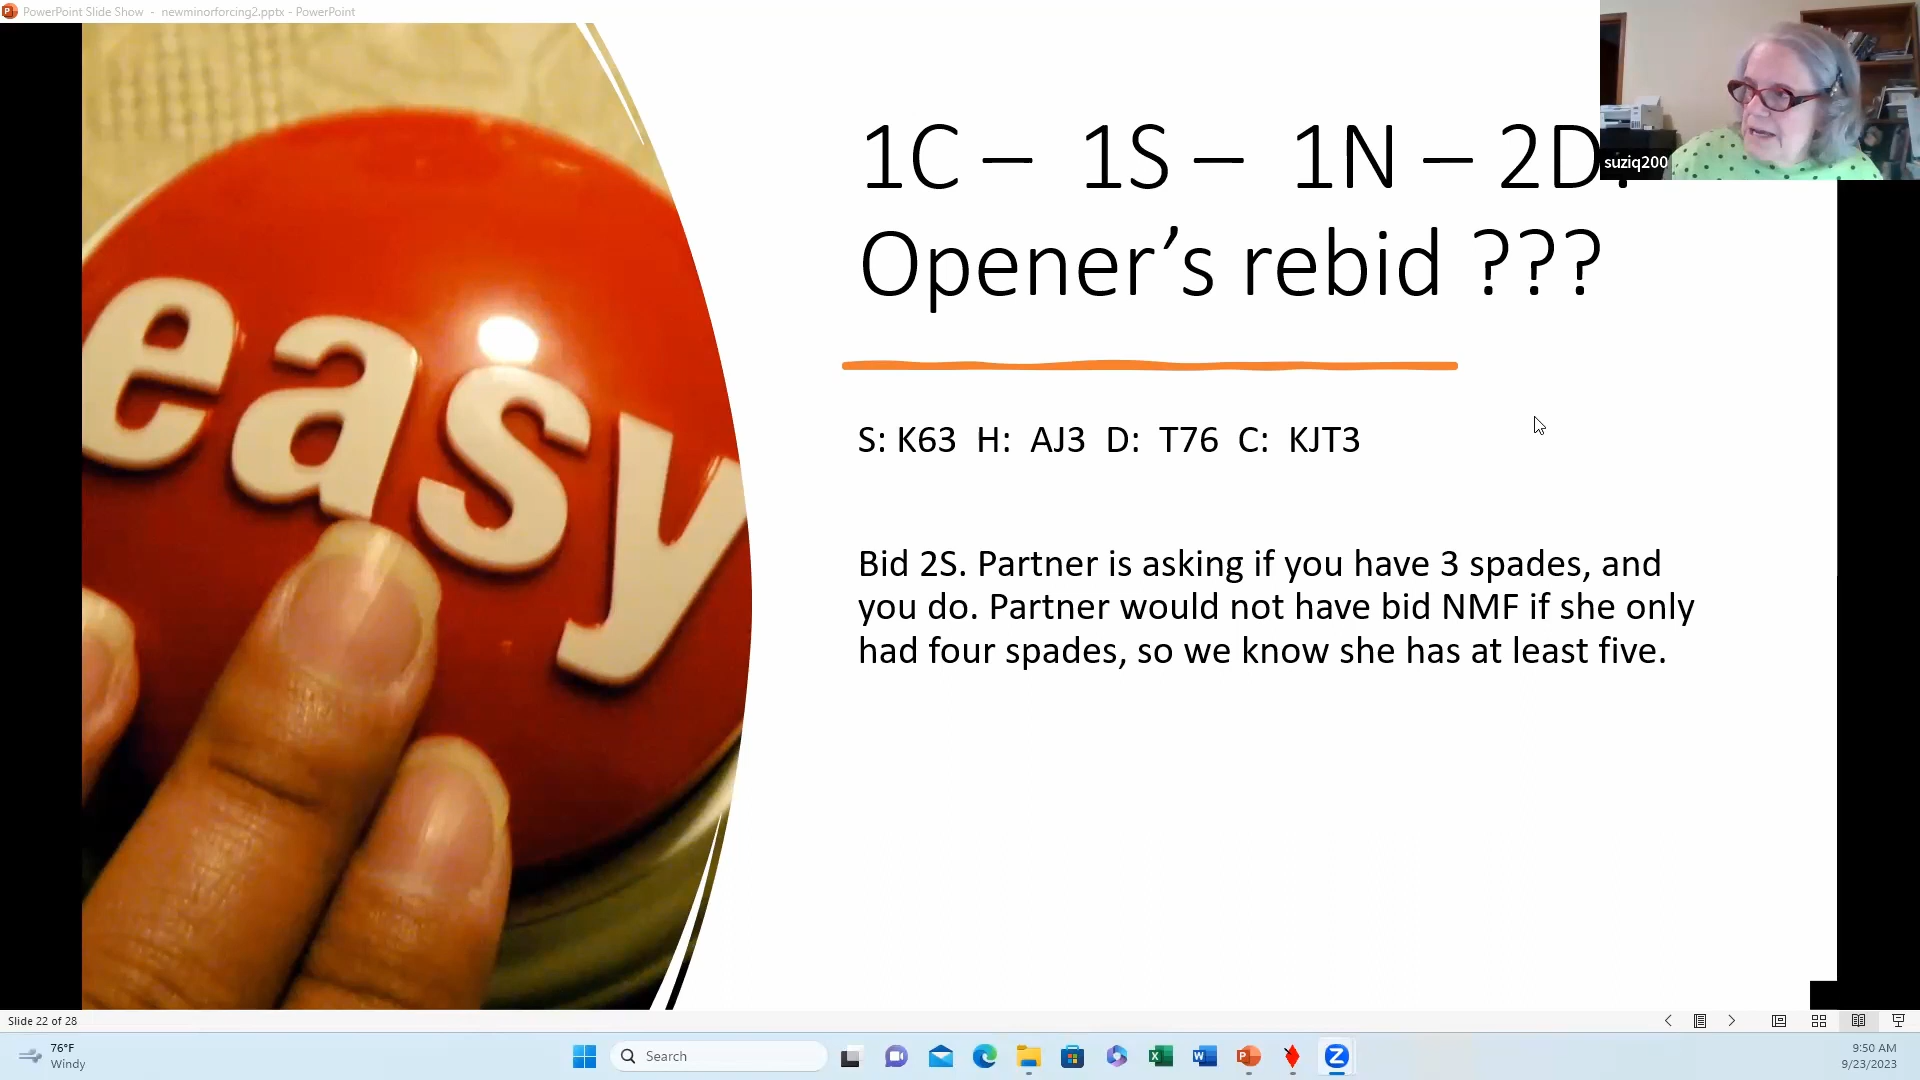 PowerPoint Slide Show - newminorforcing2.pptx - PowerPoint
suziq200
1C – 1S – 1N – 2D
Opener’s rebid ???
easy
S: K63 H: AJ3 D: T76 C: KJT3
Bid 2S. Partner is asking if you have 3 spades, and
you do. Partner would not have bid NMF if she only
had four spades, so we know she has at least five.
Slide 22 of 28
76°F
Windy
Search
9:50 AM
9/23/2023